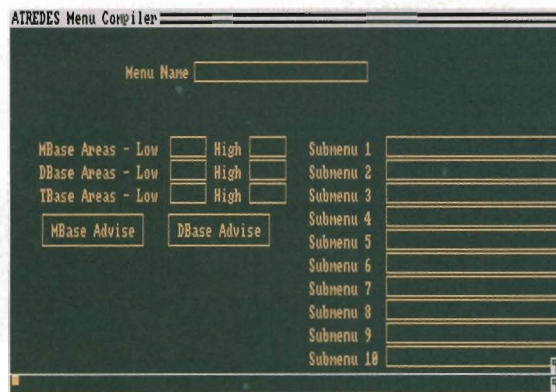 ATREDES Menu Compiler
Menu Name
MBase Areas - Low High
DBase Areas - Low High
TBase Areas - Low High
MBase Advise DBase Advise
Submenu 1
Submenu 2
Submenu 3
Submenu 4
Submenu 5
Submenu 6
Submenu 7
Submenu 8
Submenu 9
Submenu 10